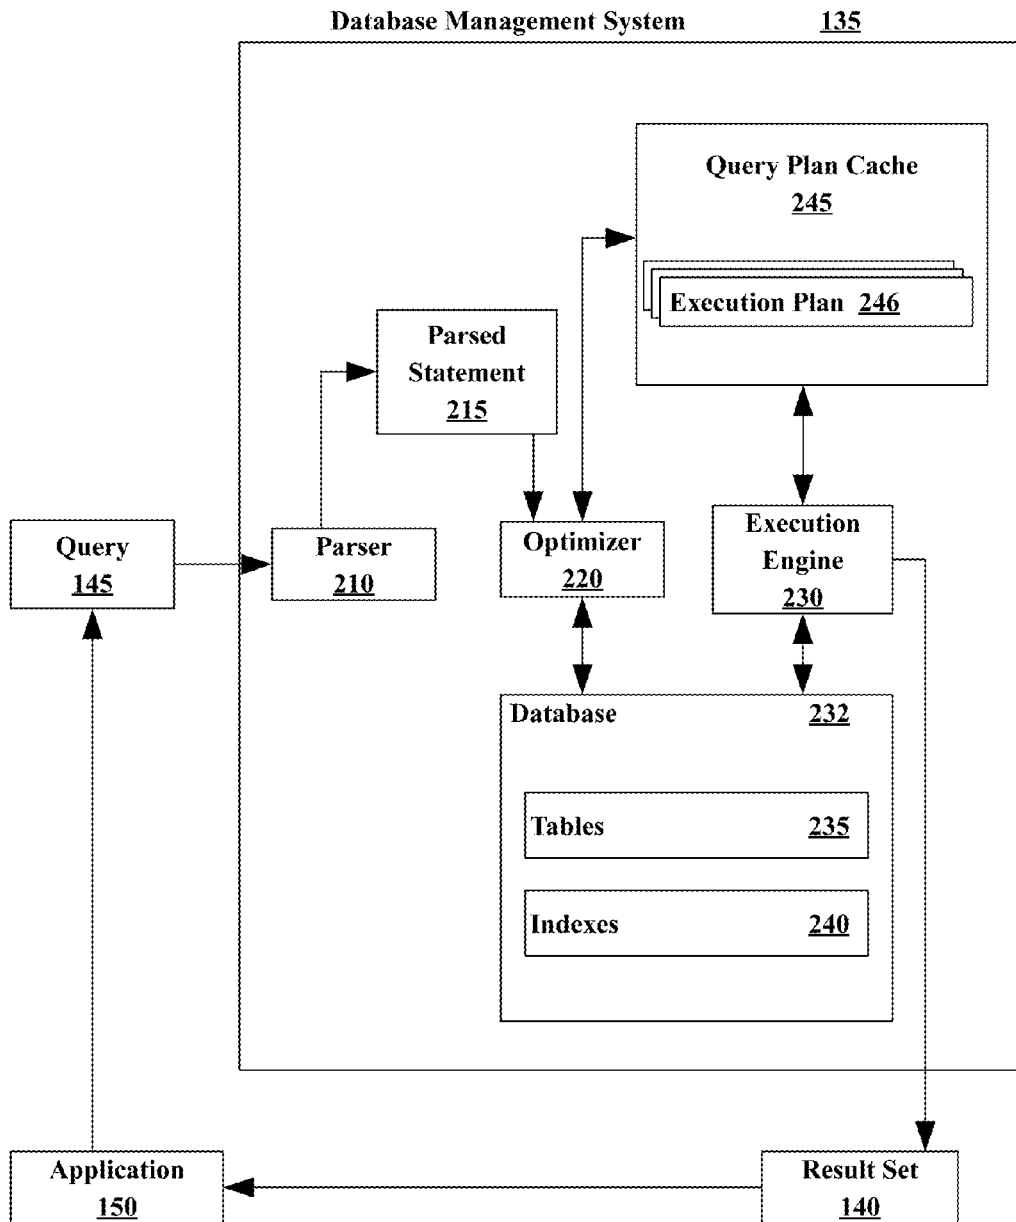 Database Management System 135
Query Plan Cache
245
Execution Plan 246
Parsed
Statement
215
Query
145
Parser
210
Optimizer
220
Execution
Engine
230
Database 232
Tables 235
Indexes 240
Application
150
Result Set
140